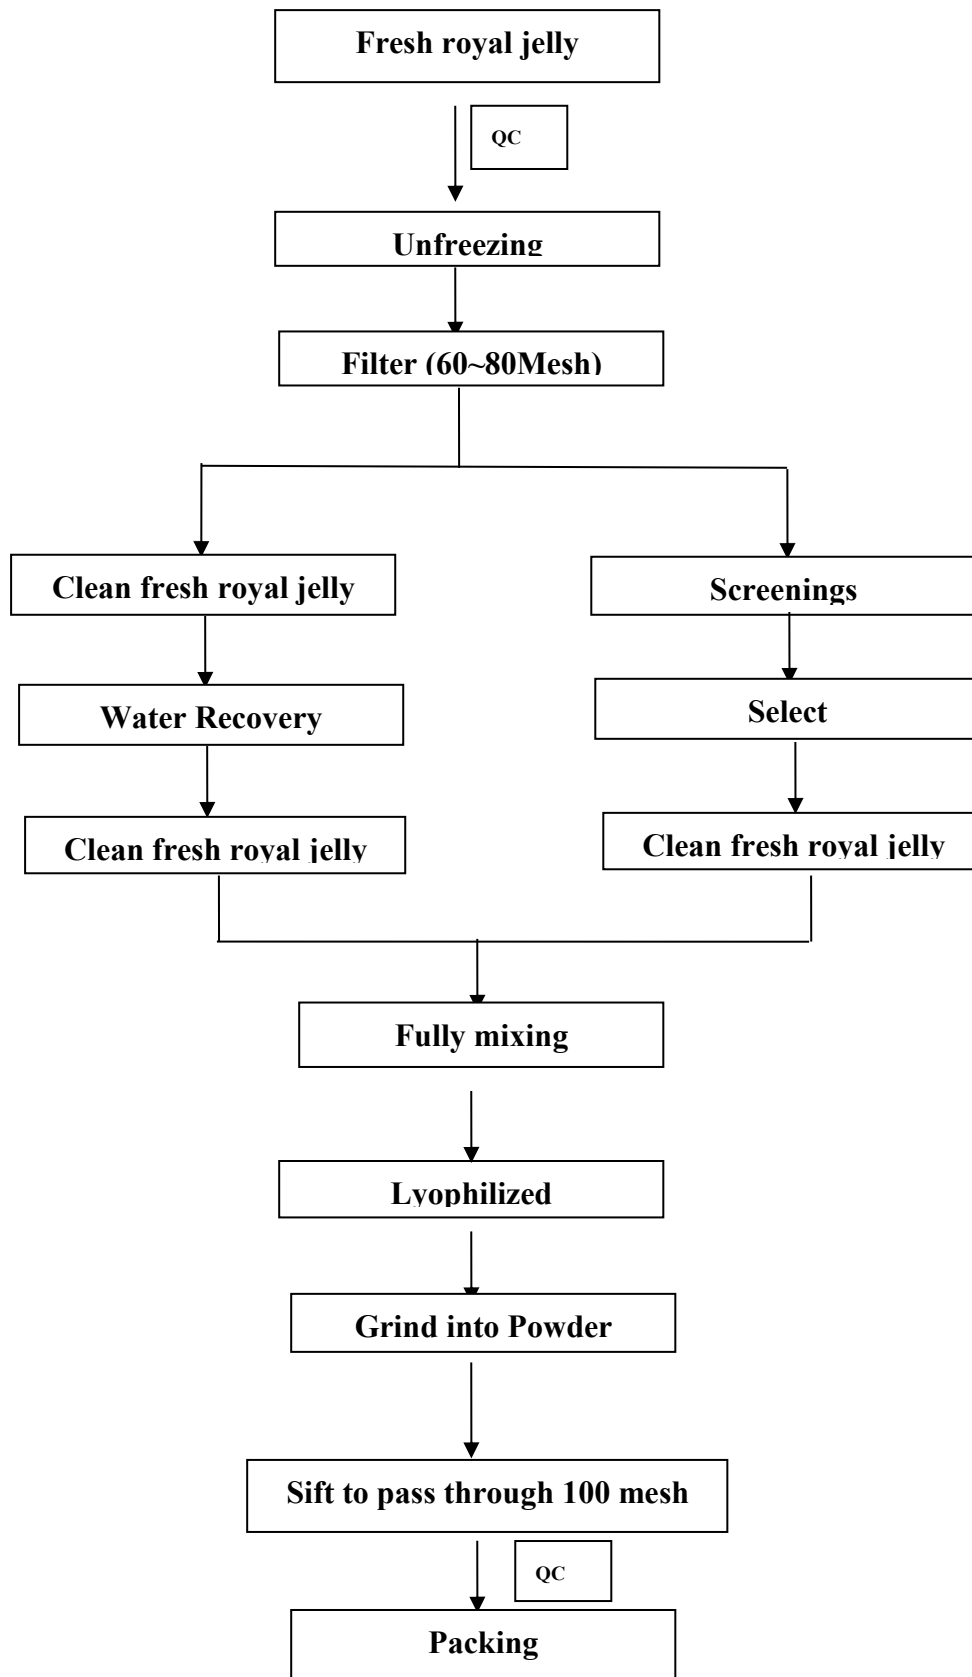 Fresh royal jelly
QC
Unfreezing
Filter (60~80Mesh)
Clean fresh royal jelly
Screenings
Water Recovery
Select
Clean fresh royal jelly
Clean fresh royal jelly
Fully mixing
Lyophilized
Grind into Powder
Sift to pass through 100 mesh
QC
Packing